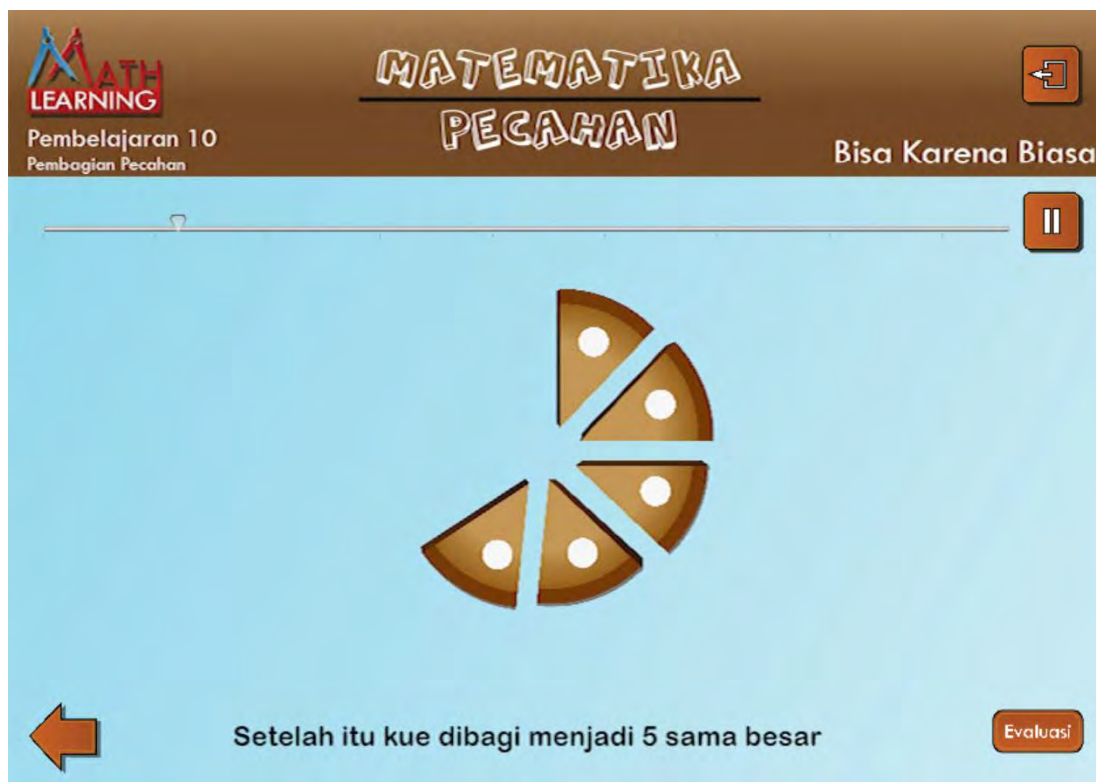 MATH
LEARNING
Pembelajaran 10
Pembagian Pecahan
MATEMATIKA
PECAHAN
Bisa Karena Biasa
Setelah itu kue dibagi menjadi 5 sama besar
Evaluasi